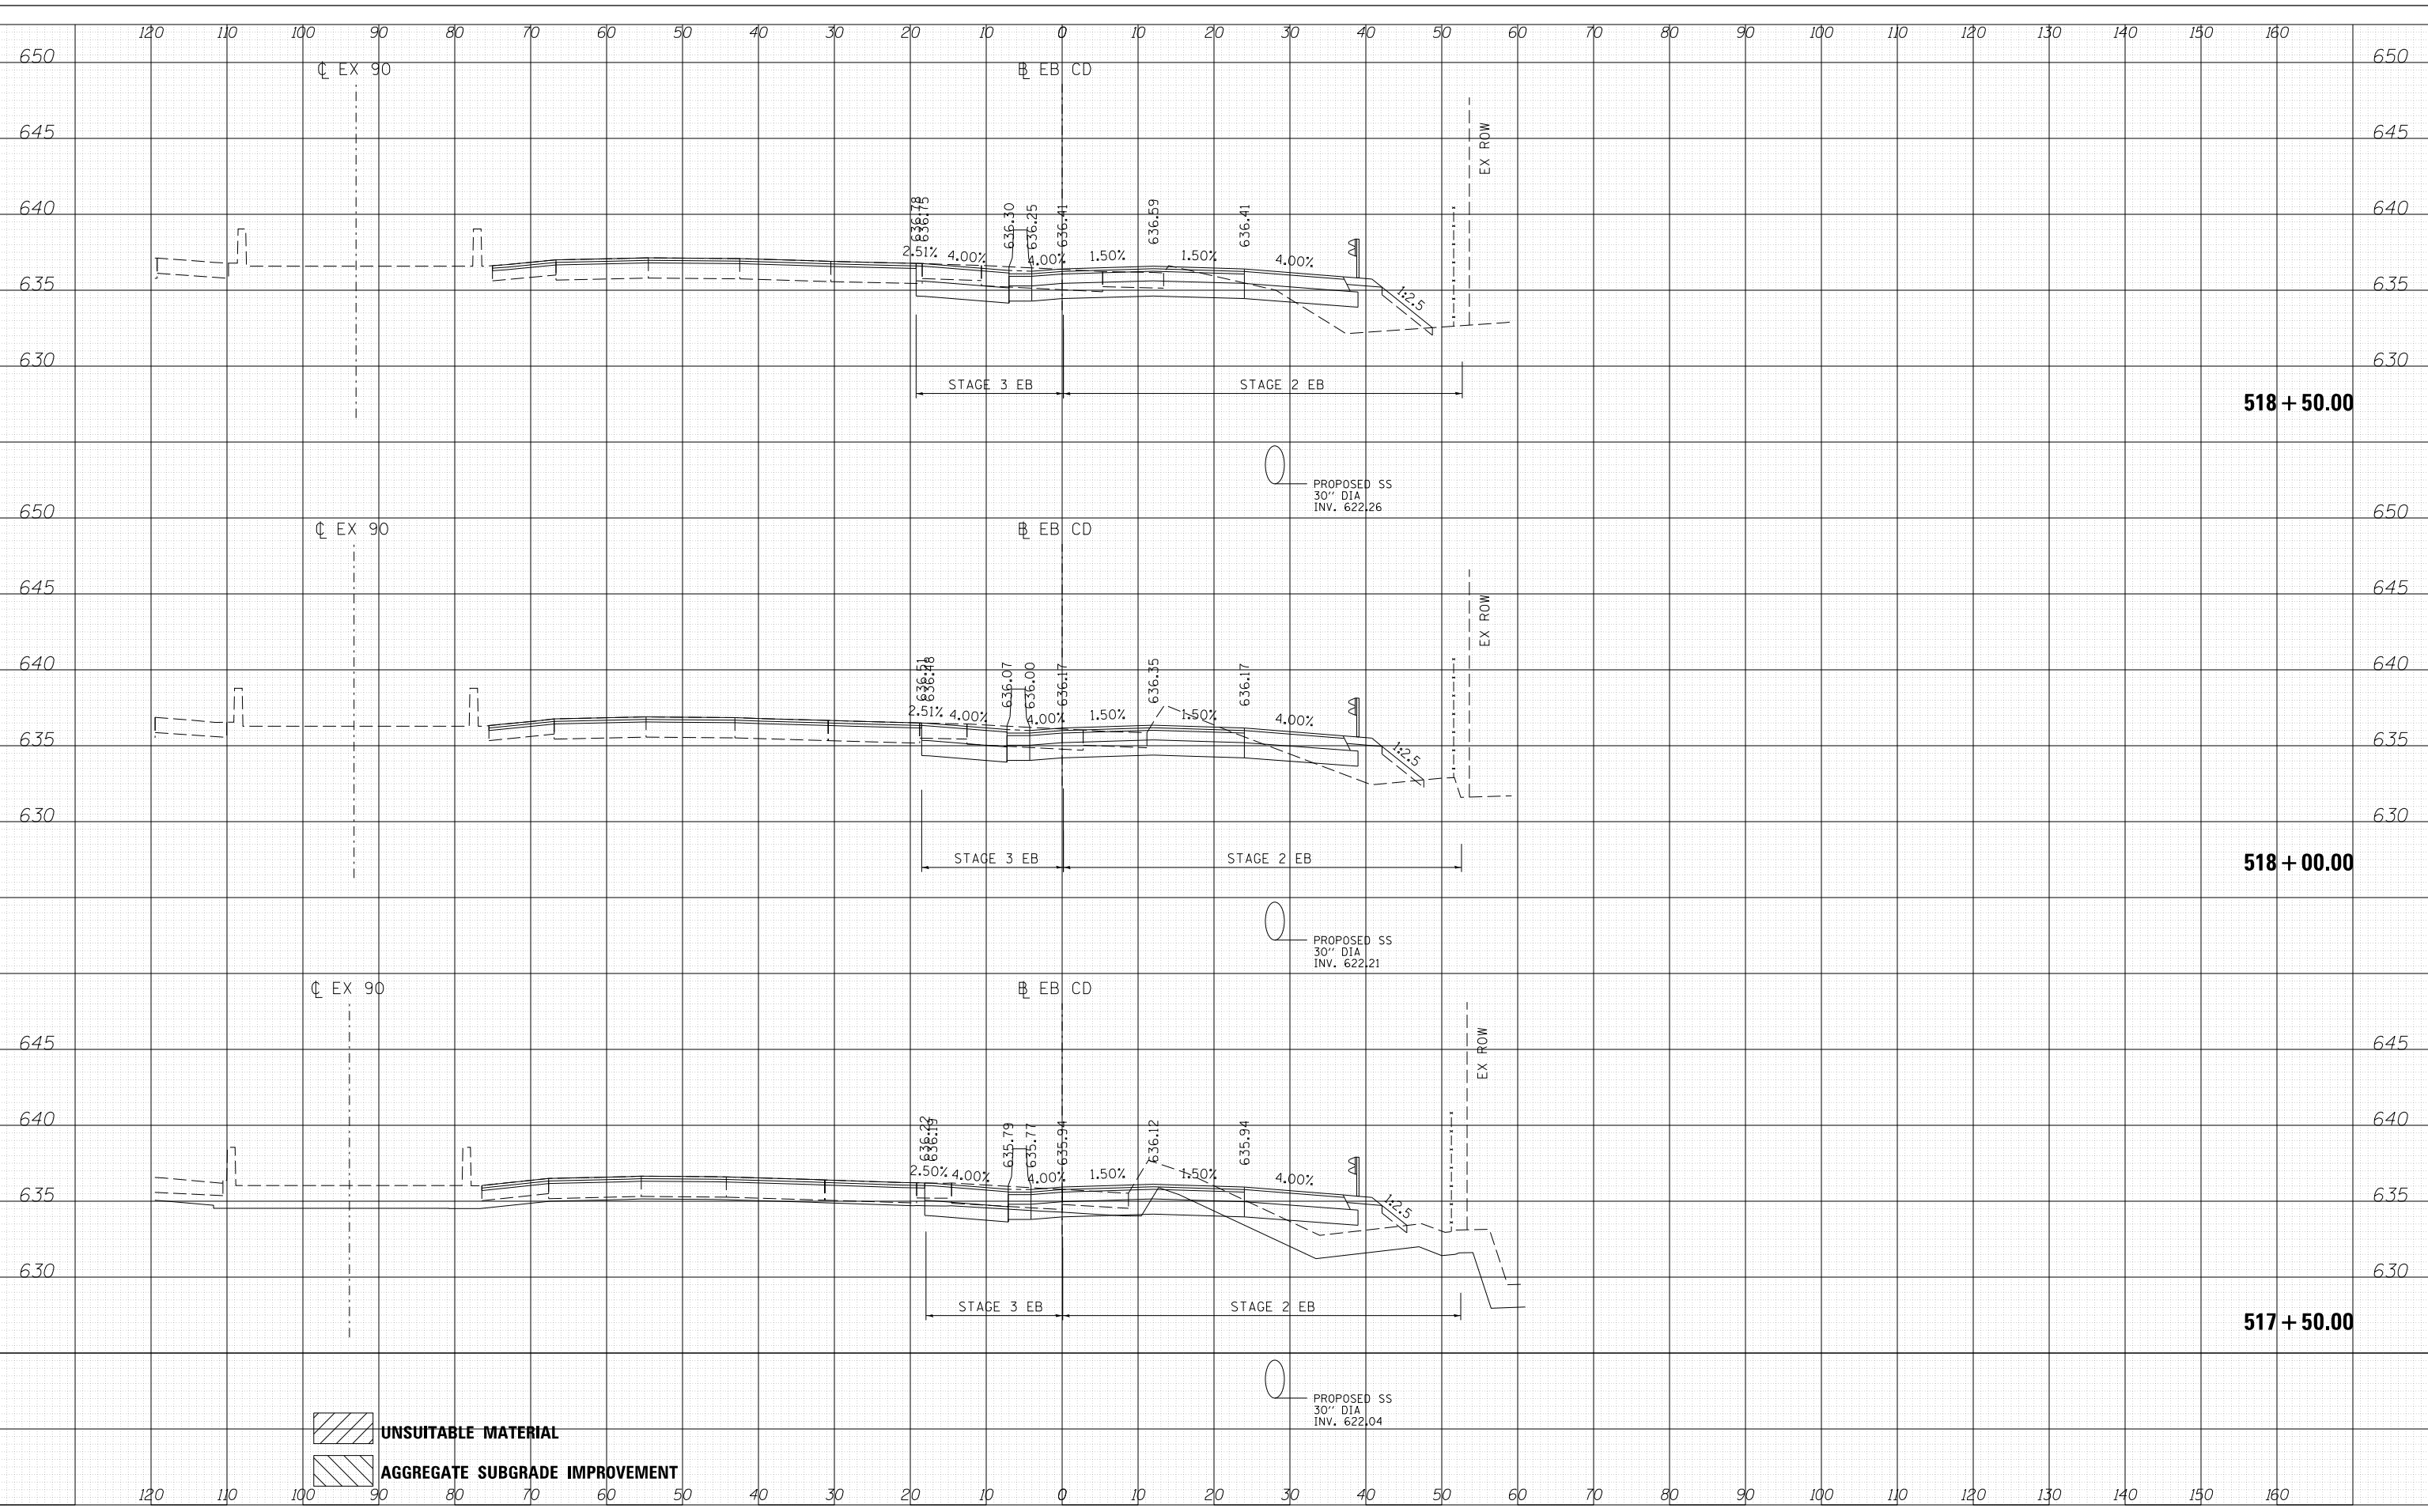 120 110 100 90 80 70 60 50 40 30 20 10 0 10 20 30 40 50 60 70 80 90 100 110 120 130 140 150 160
650 650
℄ EX 90 ⅊ EB CD
645 645
EX ROW
640 640
636.78 636.75 636.30 636.25 636.41 636.59 636.41
2.51% 4.00% 4.00% 1.50% 1.50% 4.00%
635 635
1:2.5
630 630
STAGE 3 EB STAGE 2 EB
518+50.00
PROPOSED SS
30'' DIA
INV. 622.26
650 650
℄ EX 90 ⅊ EB CD
645 645
EX ROW
640 640
636.51 636.48 636.07 636.00 636.17 636.35 636.17
2.51% 4.00% 4.00% 1.50% 1.50% 4.00%
635 635
1:2.5
630 630
STAGE 3 EB STAGE 2 EB
518+00.00
PROPOSED SS
30'' DIA
INV. 622.21
℄ EX 90 ⅊ EB CD
645 645
EX ROW
640 640
636.22 636.19 635.79 635.77 635.94 636.12 635.94
2.50% 4.00% 4.00% 1.50% 1.50% 4.00%
635 635
1:2.5
630 630
STAGE 3 EB STAGE 2 EB
517+50.00
PROPOSED SS
30'' DIA
INV. 622.04
UNSUITABLE MATERIAL
AGGREGATE SUBGRADE IMPROVEMENT
120 110 100 90 80 70 60 50 40 30 20 10 0 10 20 30 40 50 60 70 80 90 100 110 120 130 140 150 160